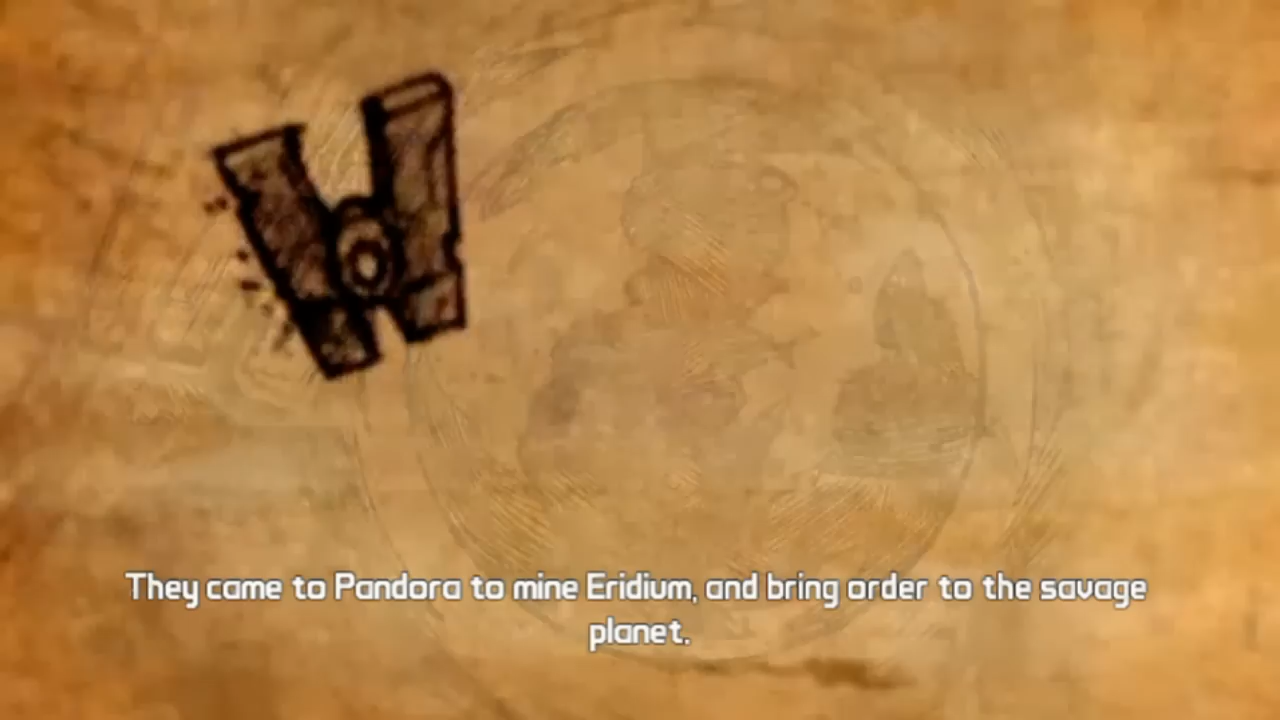 They came to Pandora to mine Eridium, and bring order to the savage
planet.